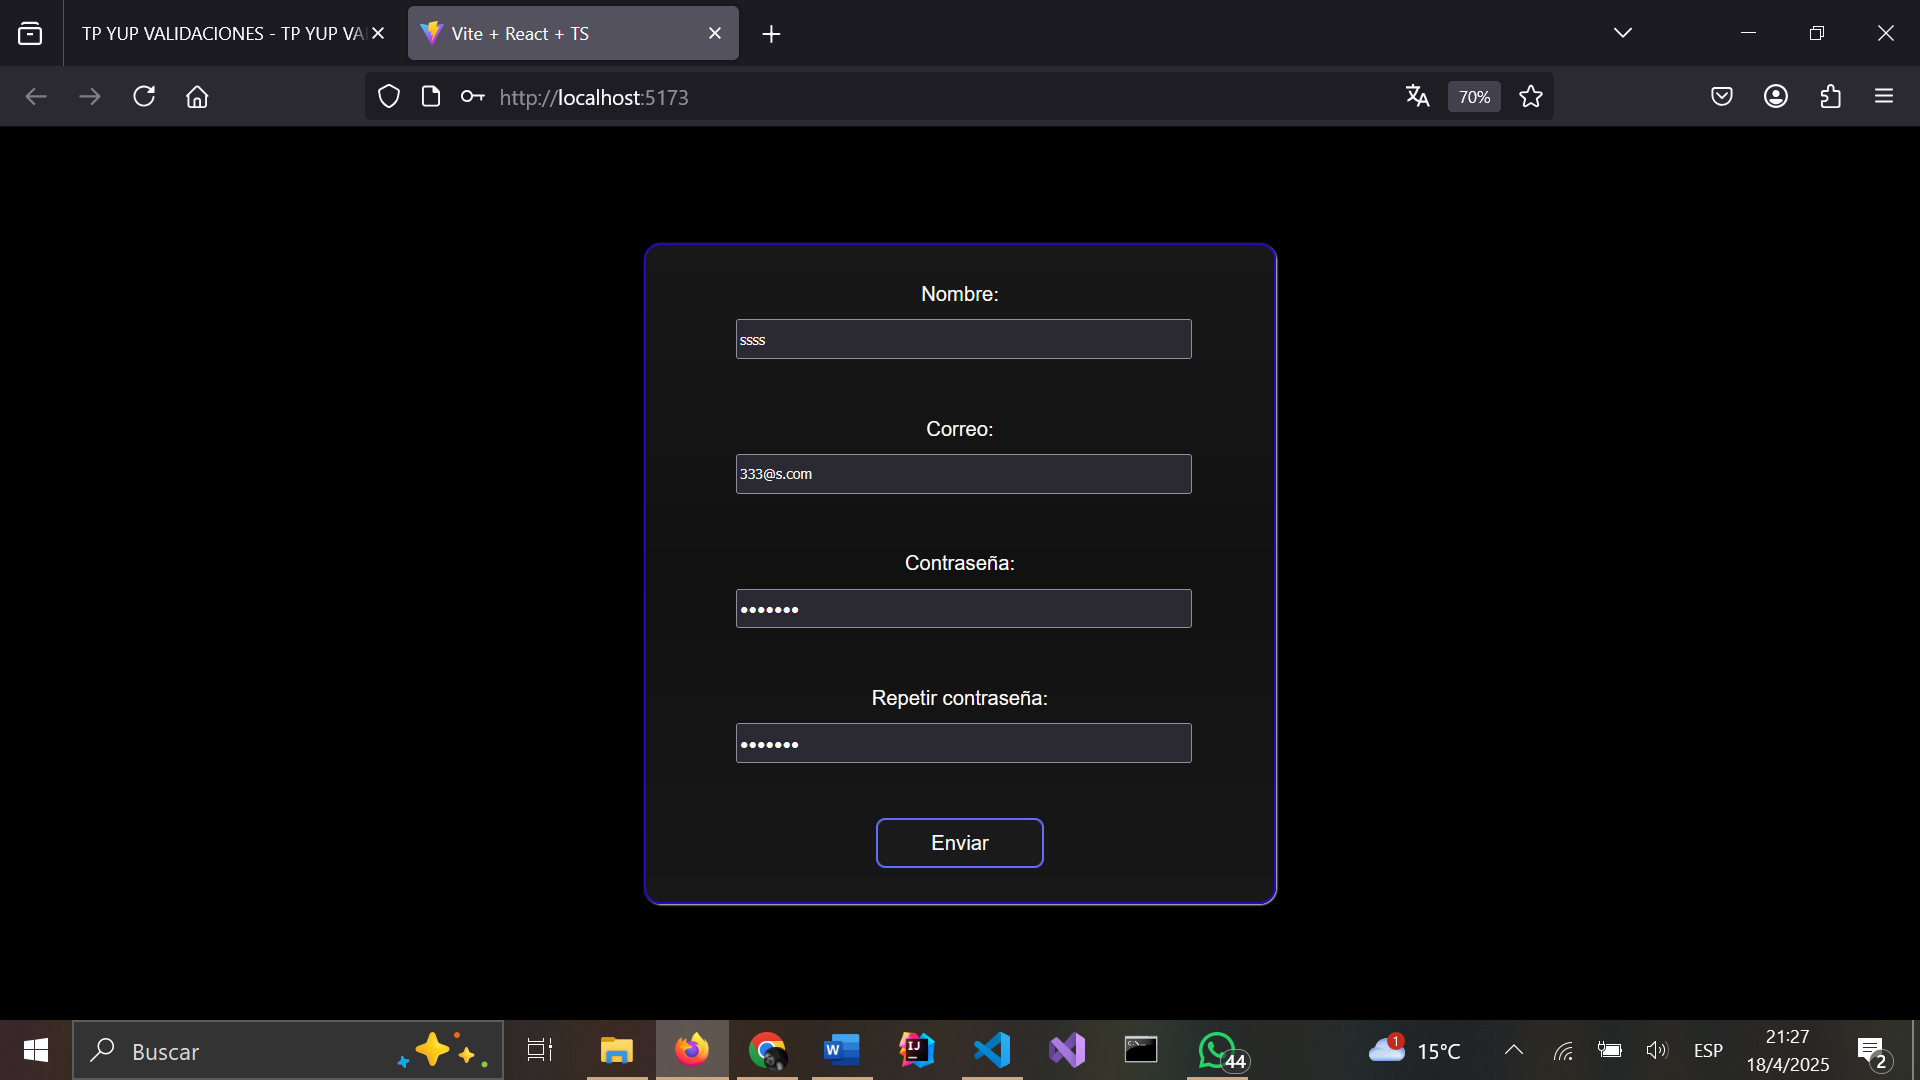 TP YUP VALIDACIONES - TP YUP VA
Vite + React + TS
http://localhost:5173
70%
Nombre:
ssss
Correo:
333@s.com
Contraseña:
•••••••
Repetir contraseña:
•••••••
Enviar
Buscar
W
IJ
C:\
44
1
15°C
ESP
21:27
18/4/2025
2